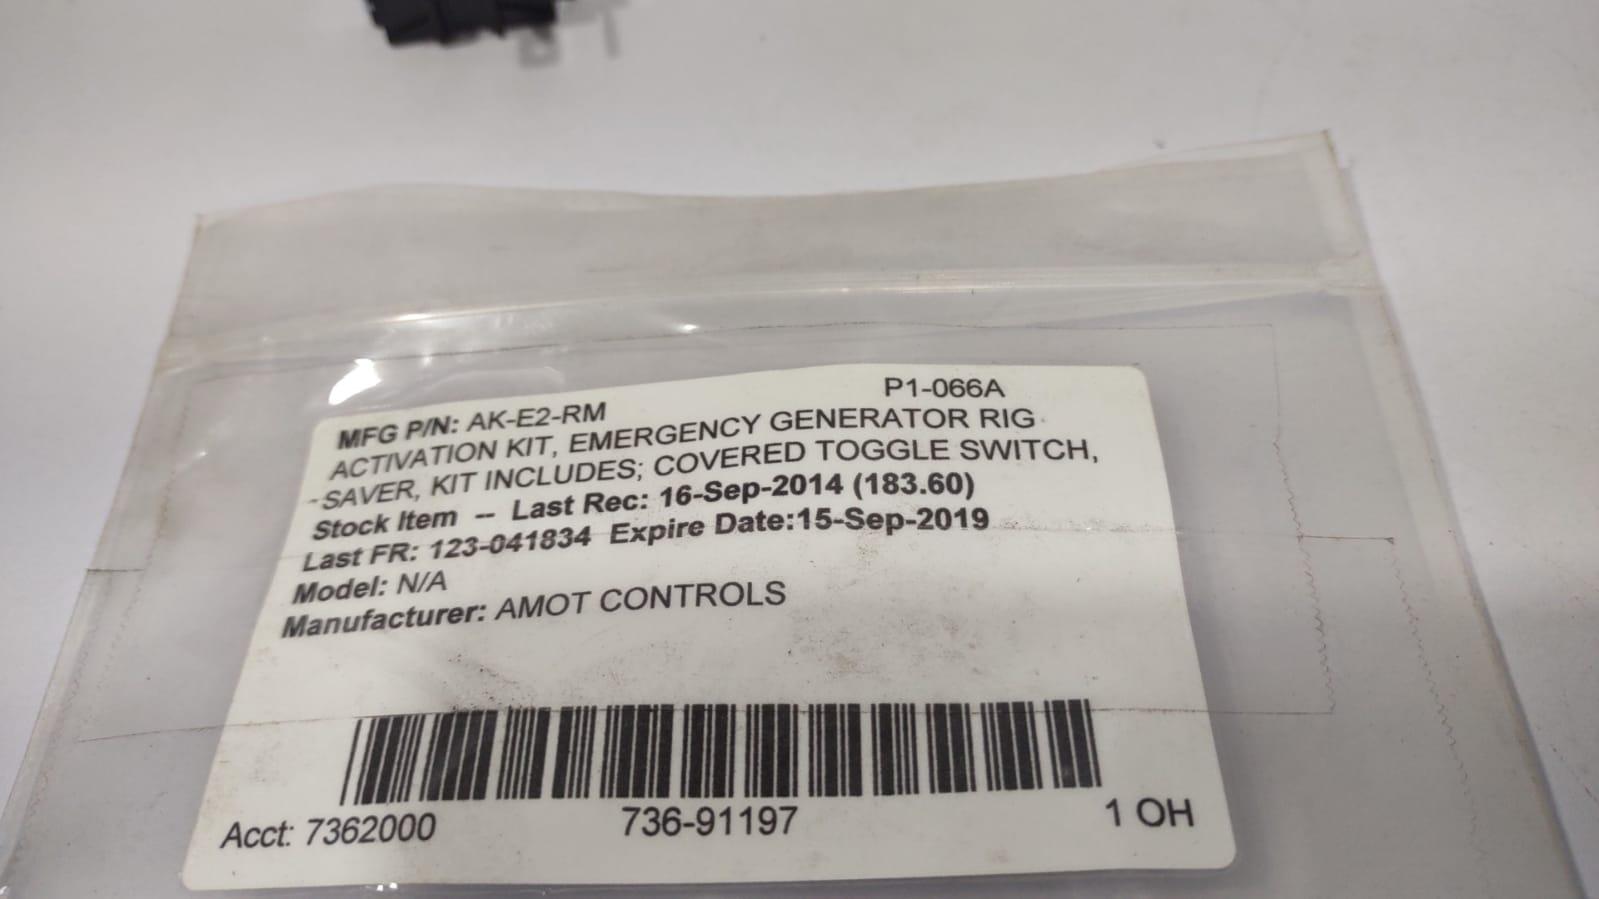 P1-066A
MFG P/N: AK-E2-RM
ACTIVATION KIT, EMERGENCY GENERATOR RIG
SAVER, KIT INCLUDES; COVERED TOGGLE SWITCH,
Stock Item -- Last Rec: 16-Sep-2014 (183.60)
Last FR: 123-041834 Expire Date:15-Sep-2019
Model: N/A
Manufacturer: AMOT CONTROLS
Acct: 7362000 736-91197 1 OH